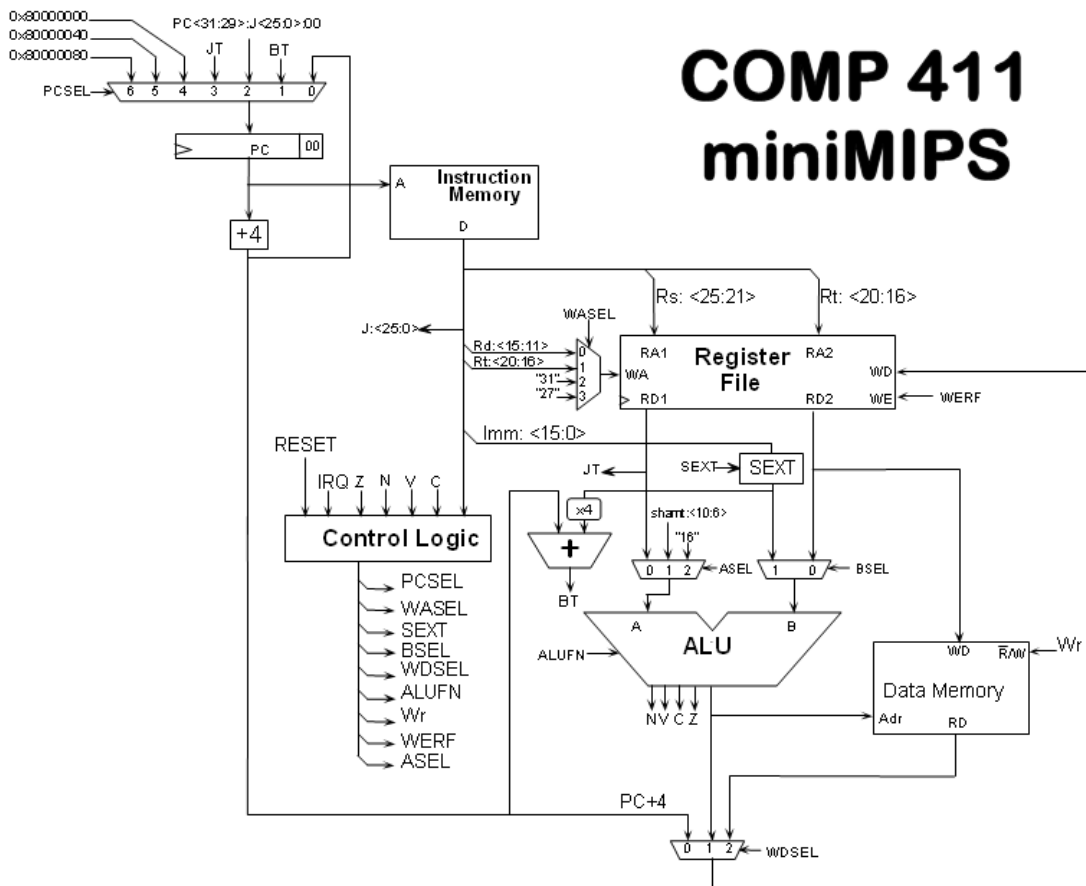 0x80000000
0x80000040
0x80000080
PC<31:29>:J<25:0>:00
JT
BT
PCSEL
6 5 4 3 2 1 0
COMP 411
miniMIPS
PC
00
A
Instruction
Memory
D
+4
Rs: <25:21>
Rt: <20:16>
J:<25:0>
WASEL
Rd:<15:11>
Rt:<20:16>
"31"
"27"
0
1
2
3
RA1
Register
File
RA2
WA
WD
RD1
RD2
WE
WERF
Imm: <15:0>
RESET
SEXT
SEXT
JT
IRQ Z N V C
x4
shamt:<10:6>
"16"
Control Logic
+
BT
0 1 2
ASEL
1 0
BSEL
PCSEL
WASEL
SEXT
BSEL
WDSEL
ALUFN
Wr
WERF
ASEL
A
B
ALU
ALUFN
N V C Z
WD
R/W
Wr
Data Memory
Adr
RD
PC+4
0 1 2
WDSEL